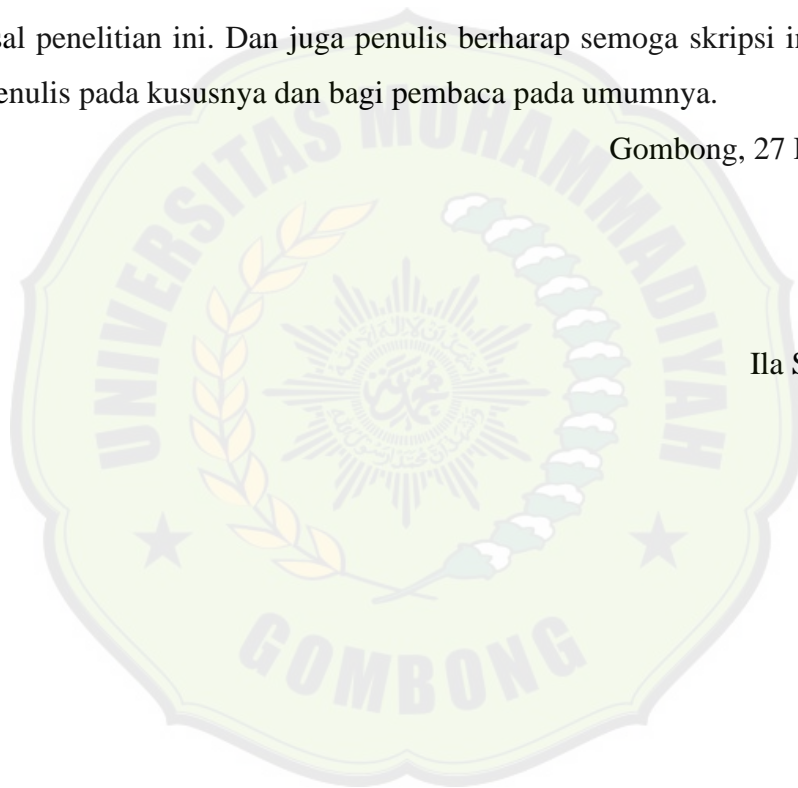 sal penelitian ini. Dan juga penulis berharap semoga skripsi in
enulis pada kususnya dan bagi pembaca pada umumnya.
Gombong, 27
Ila S
UNIVERSITAS MUHAMMADIYAH
GOMBONG